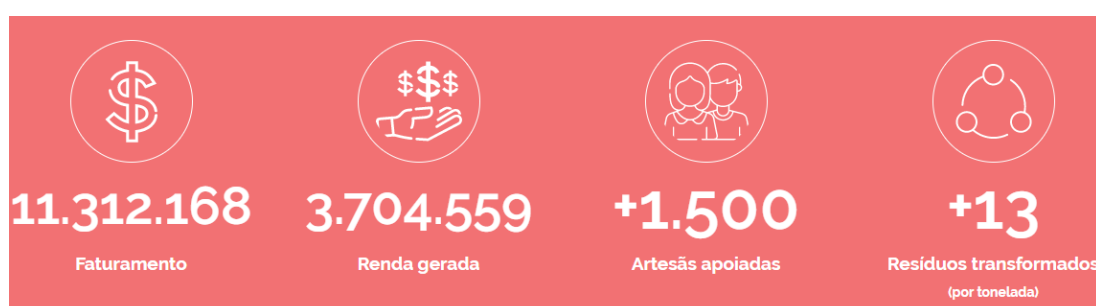 11.312.168
Faturamento
3.704.559
Renda gerada
+1.500
Artesãs apoiadas
+13
Resíduos transformados
(por tonelada)